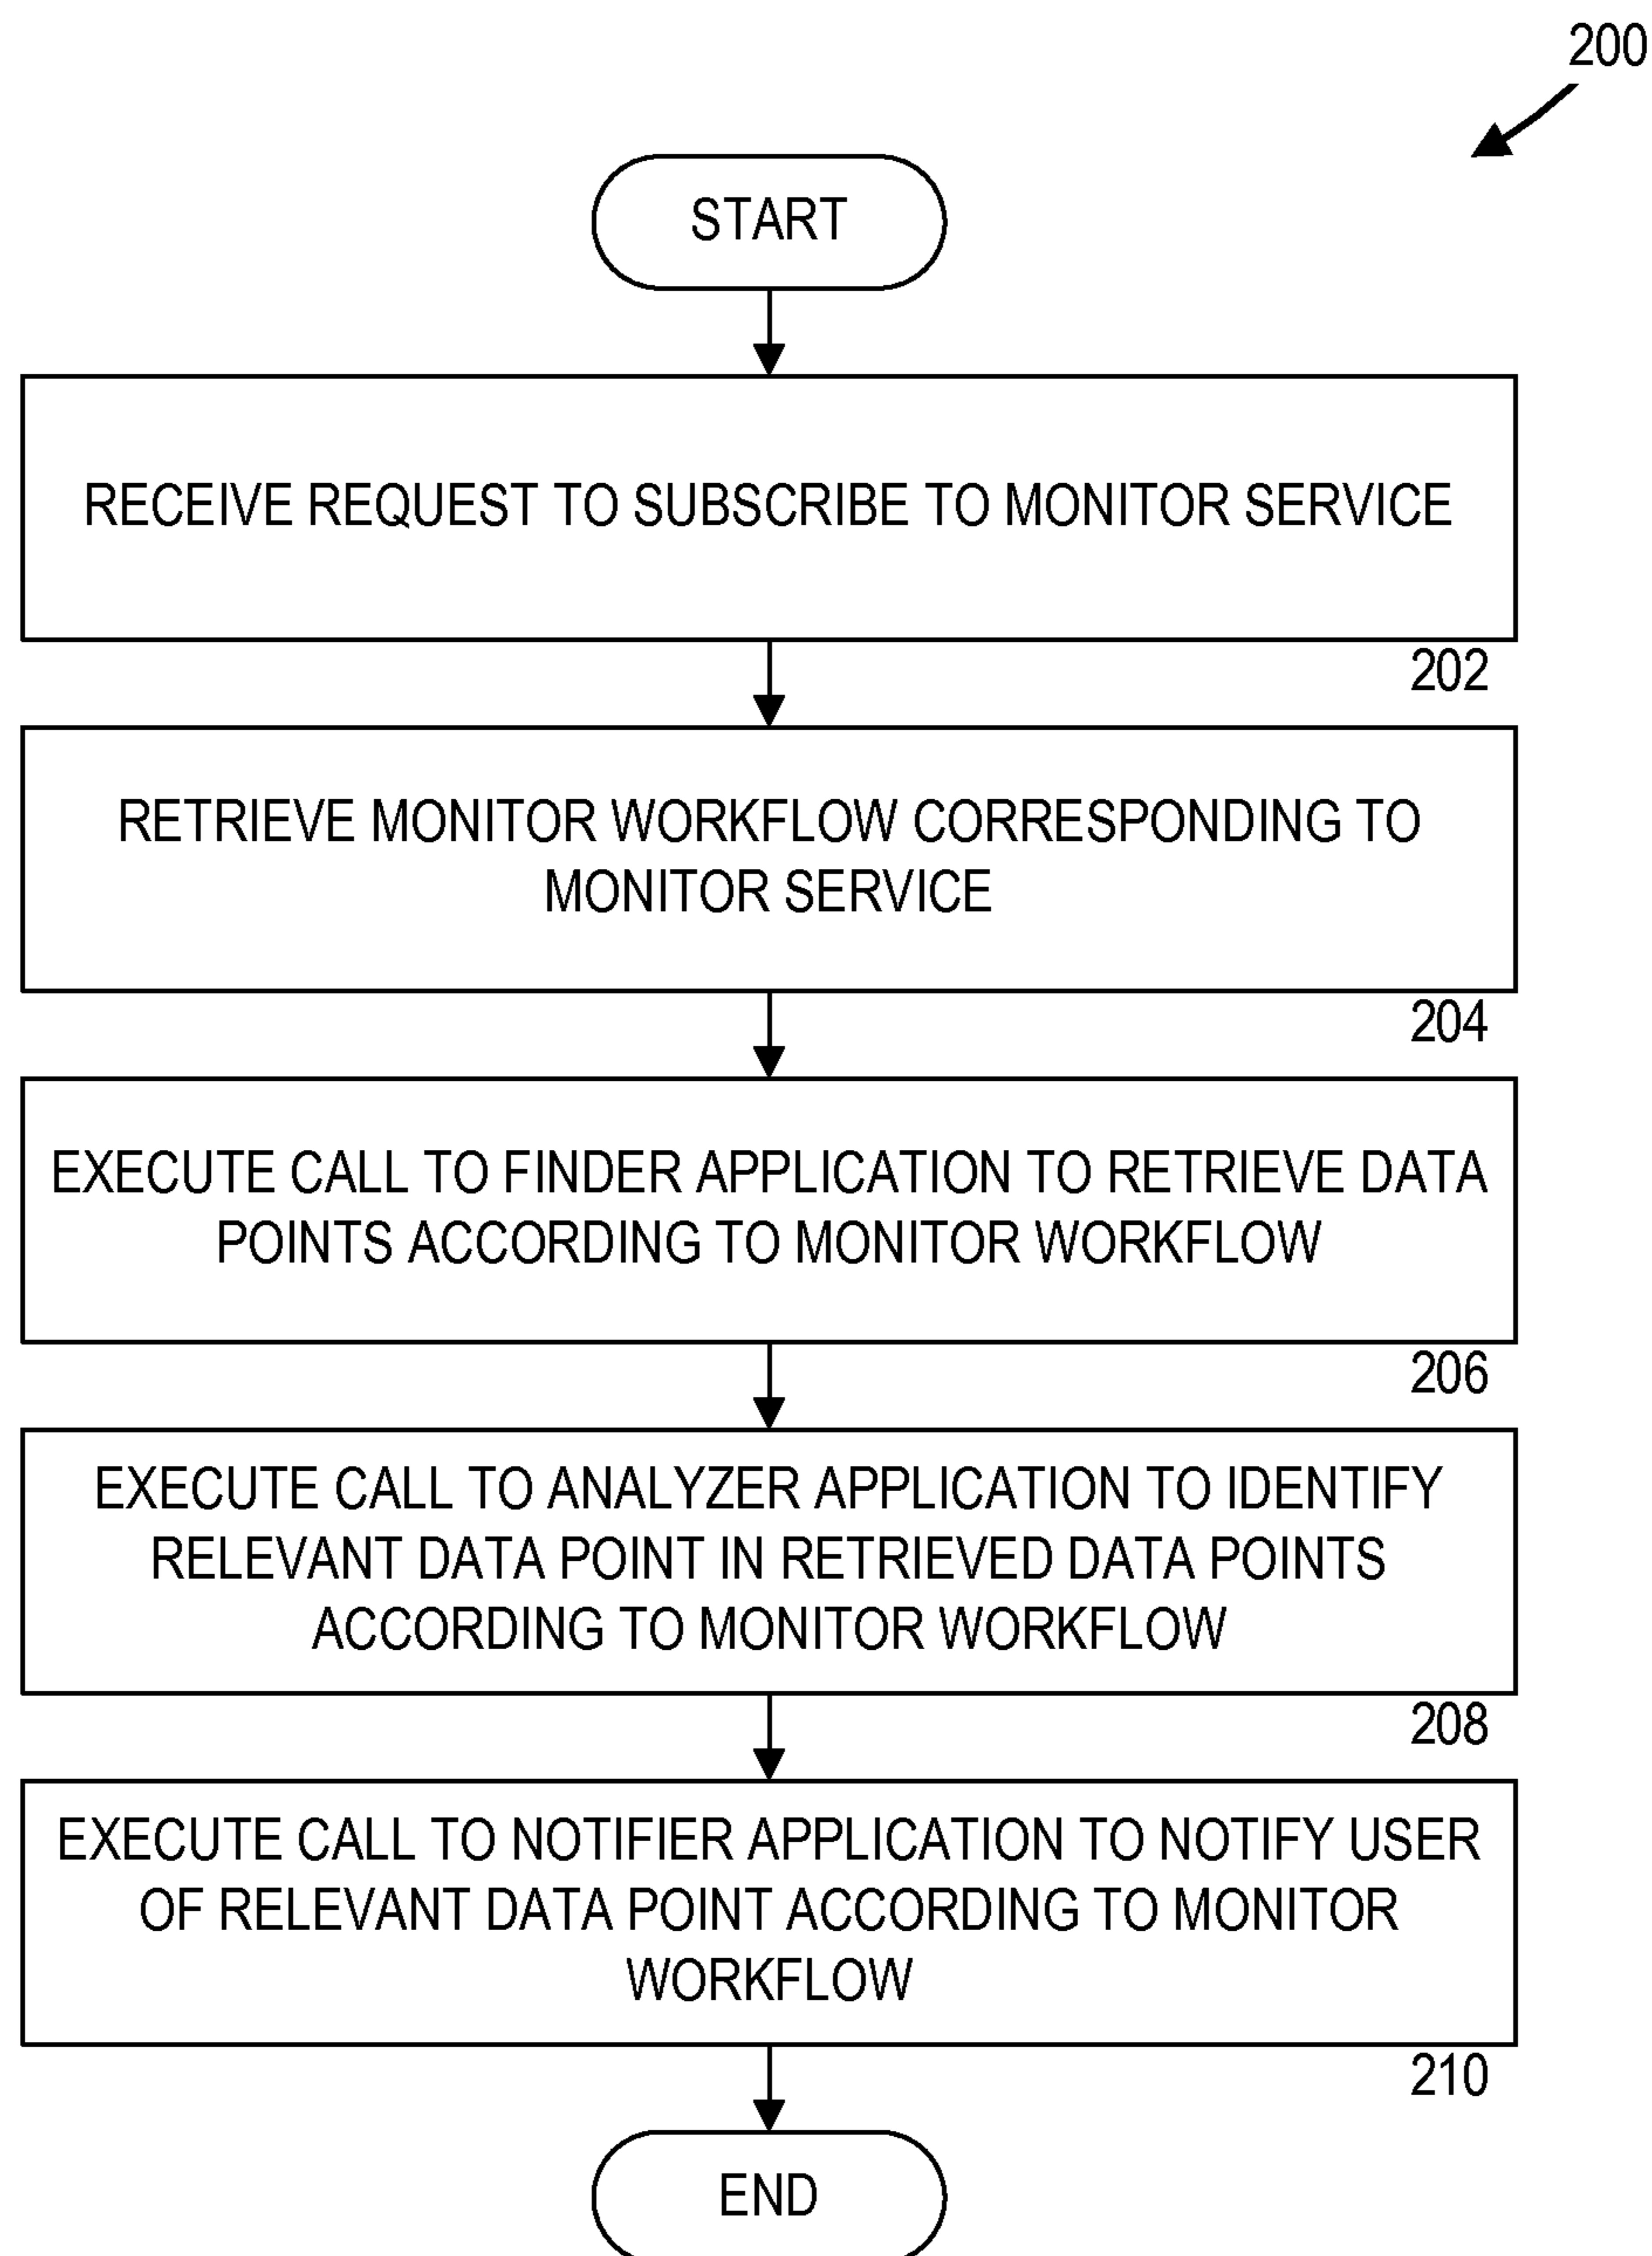 200
START
RECEIVE REQUEST TO SUBSCRIBE TO MONITOR SERVICE
202
RETRIEVE MONITOR WORKFLOW CORRESPONDING TO
MONITOR SERVICE
204
EXECUTE CALL TO FINDER APPLICATION TO RETRIEVE DATA
POINTS ACCORDING TO MONITOR WORKFLOW
206
EXECUTE CALL TO ANALYZER APPLICATION TO IDENTIFY
RELEVANT DATA POINT IN RETRIEVED DATA POINTS
ACCORDING TO MONITOR WORKFLOW
208
EXECUTE CALL TO NOTIFIER APPLICATION TO NOTIFY USER
OF RELEVANT DATA POINT ACCORDING TO MONITOR
WORKFLOW
210
END